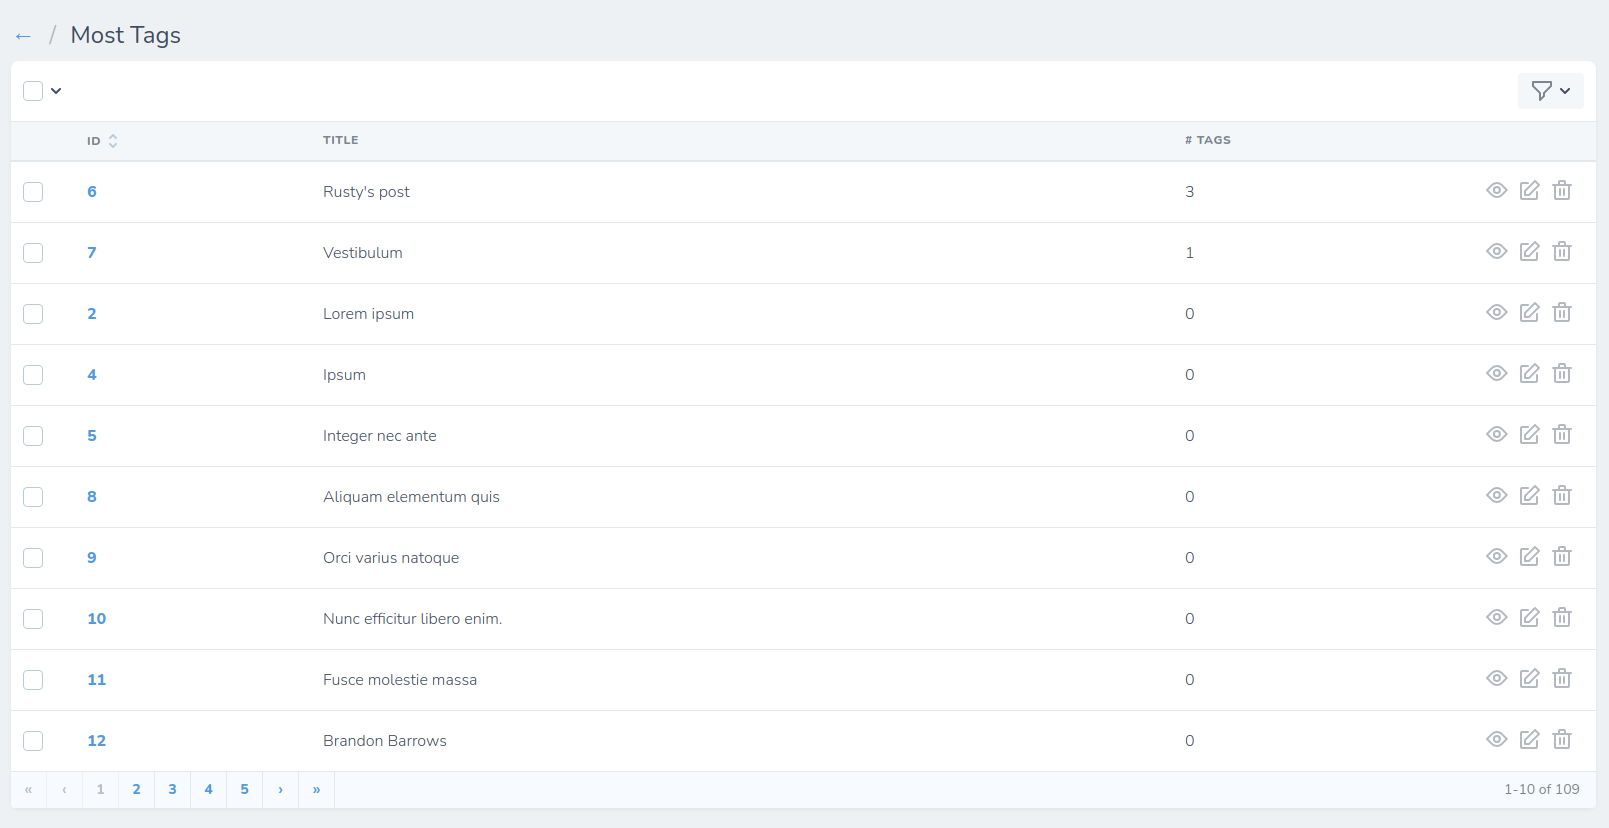 ← / Most Tags
ID TITLE # TAGS
6 Rusty's post 3
7 Vestibulum 1
2 Lorem ipsum 0
4 Ipsum 0
5 Integer nec ante 0
8 Aliquam elementum quis 0
9 Orci varius natoque 0
10 Nunc efficitur libero enim. 0
11 Fusce molestie massa 0
12 Brandon Barrows 0
« ‹ 1 2 3 4 5 › » 1-10 of 109